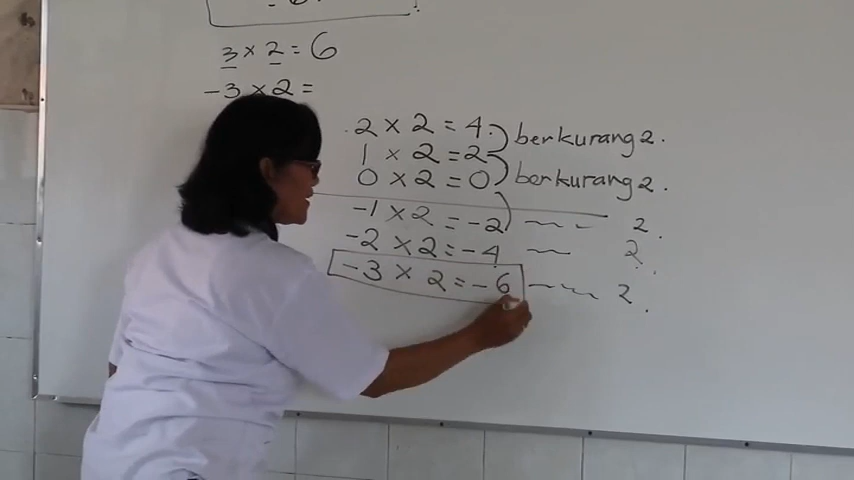 3 × 2 = 6
-3 × 2 =
2 × 2 = 4 berkurang 2.
1 × 2 = 2
0 × 2 = 0 berkurang 2.
-1 × 2 = -2 2.
-2 × 2 = -4 2.
-3 × 2 = -6 2.